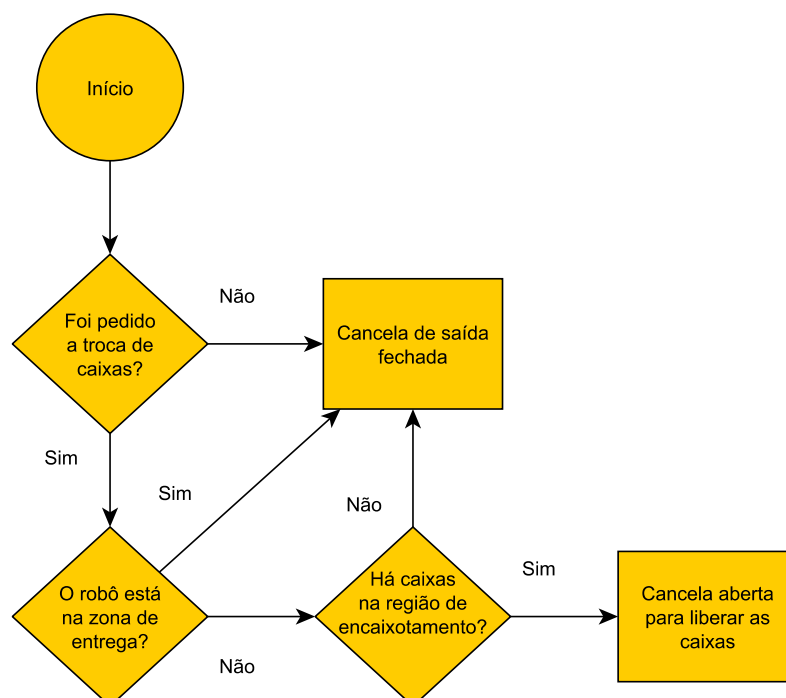 Início
Foi pedido
a troca de
caixas?
Não
Cancela de saída
fechada
Sim
Sim
Não
O robô está
na zona de
entrega?
Não
Há caixas
na região de
encaixotamento?
Sim
Cancela aberta
para liberar as
caixas